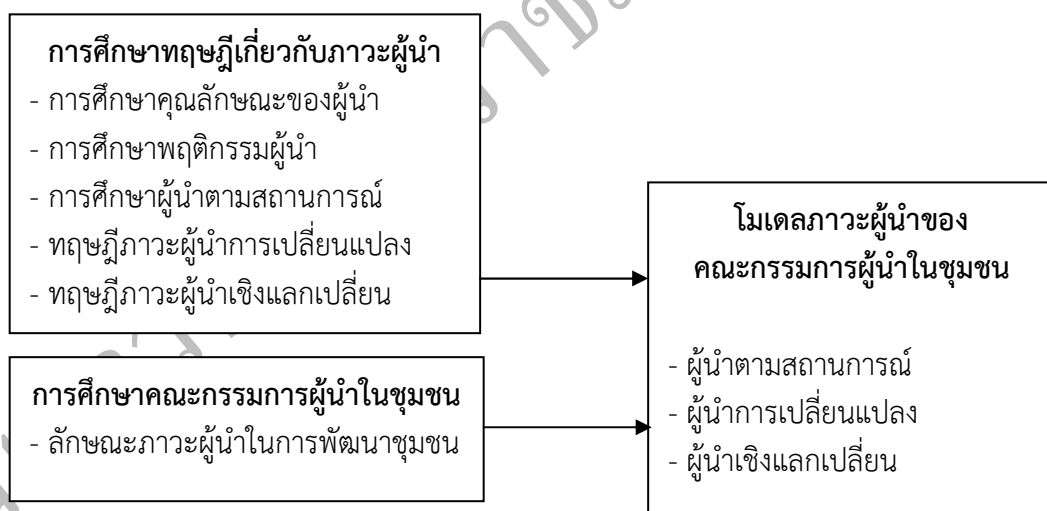 การศึกษาทฤษฎีเกี่ยวกับภาวะผู้นำ
- การศึกษาคุณลักษณะของผู้นำ
- การศึกษาพฤติกรรมผู้นำ
- การศึกษาผู้นำตามสถานการณ์
- ทฤษฎีภาวะผู้นำการเปลี่ยนแปลง
- ทฤษฎีภาวะผู้นำเชิงแลกเปลี่ยน
การศึกษาคณะกรรมการผู้นำในชุมชน
- ลักษณะภาวะผู้นำในการพัฒนาชุมชน
โมเดลภาวะผู้นำของ
คณะกรรมการผู้นำในชุมชน
- ผู้นำตามสถานการณ์
- ผู้นำการเปลี่ยนแปลง
- ผู้นำเชิงแลกเปลี่ยน